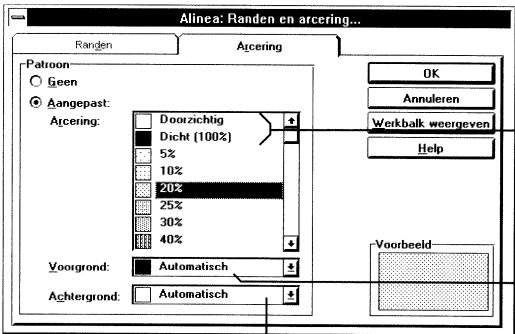 Alinea: Randen en arcering...
Randen
Arcering
Patroon
Geen
Aangepast:
Arcering:
Doorzichtig
Dicht (100%)
5%
10%
20%
25%
30%
40%
Voorgrond:
Automatisch
Achtergrond:
Automatisch
OK
Annuleren
Werkbalk weergeven
Help
Voorbeeld